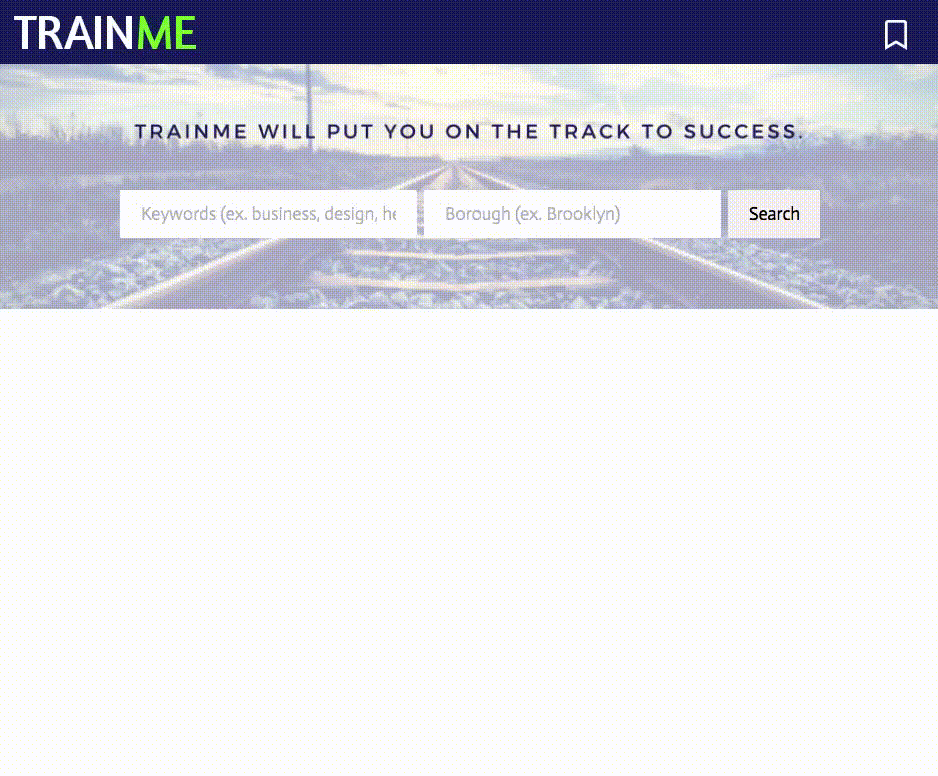 TRAINME
TRAINME WILL PUT YOU ON THE TRACK TO SUCCESS.
Keywords (ex. business, design, he
Borough (ex. Brooklyn)
Search